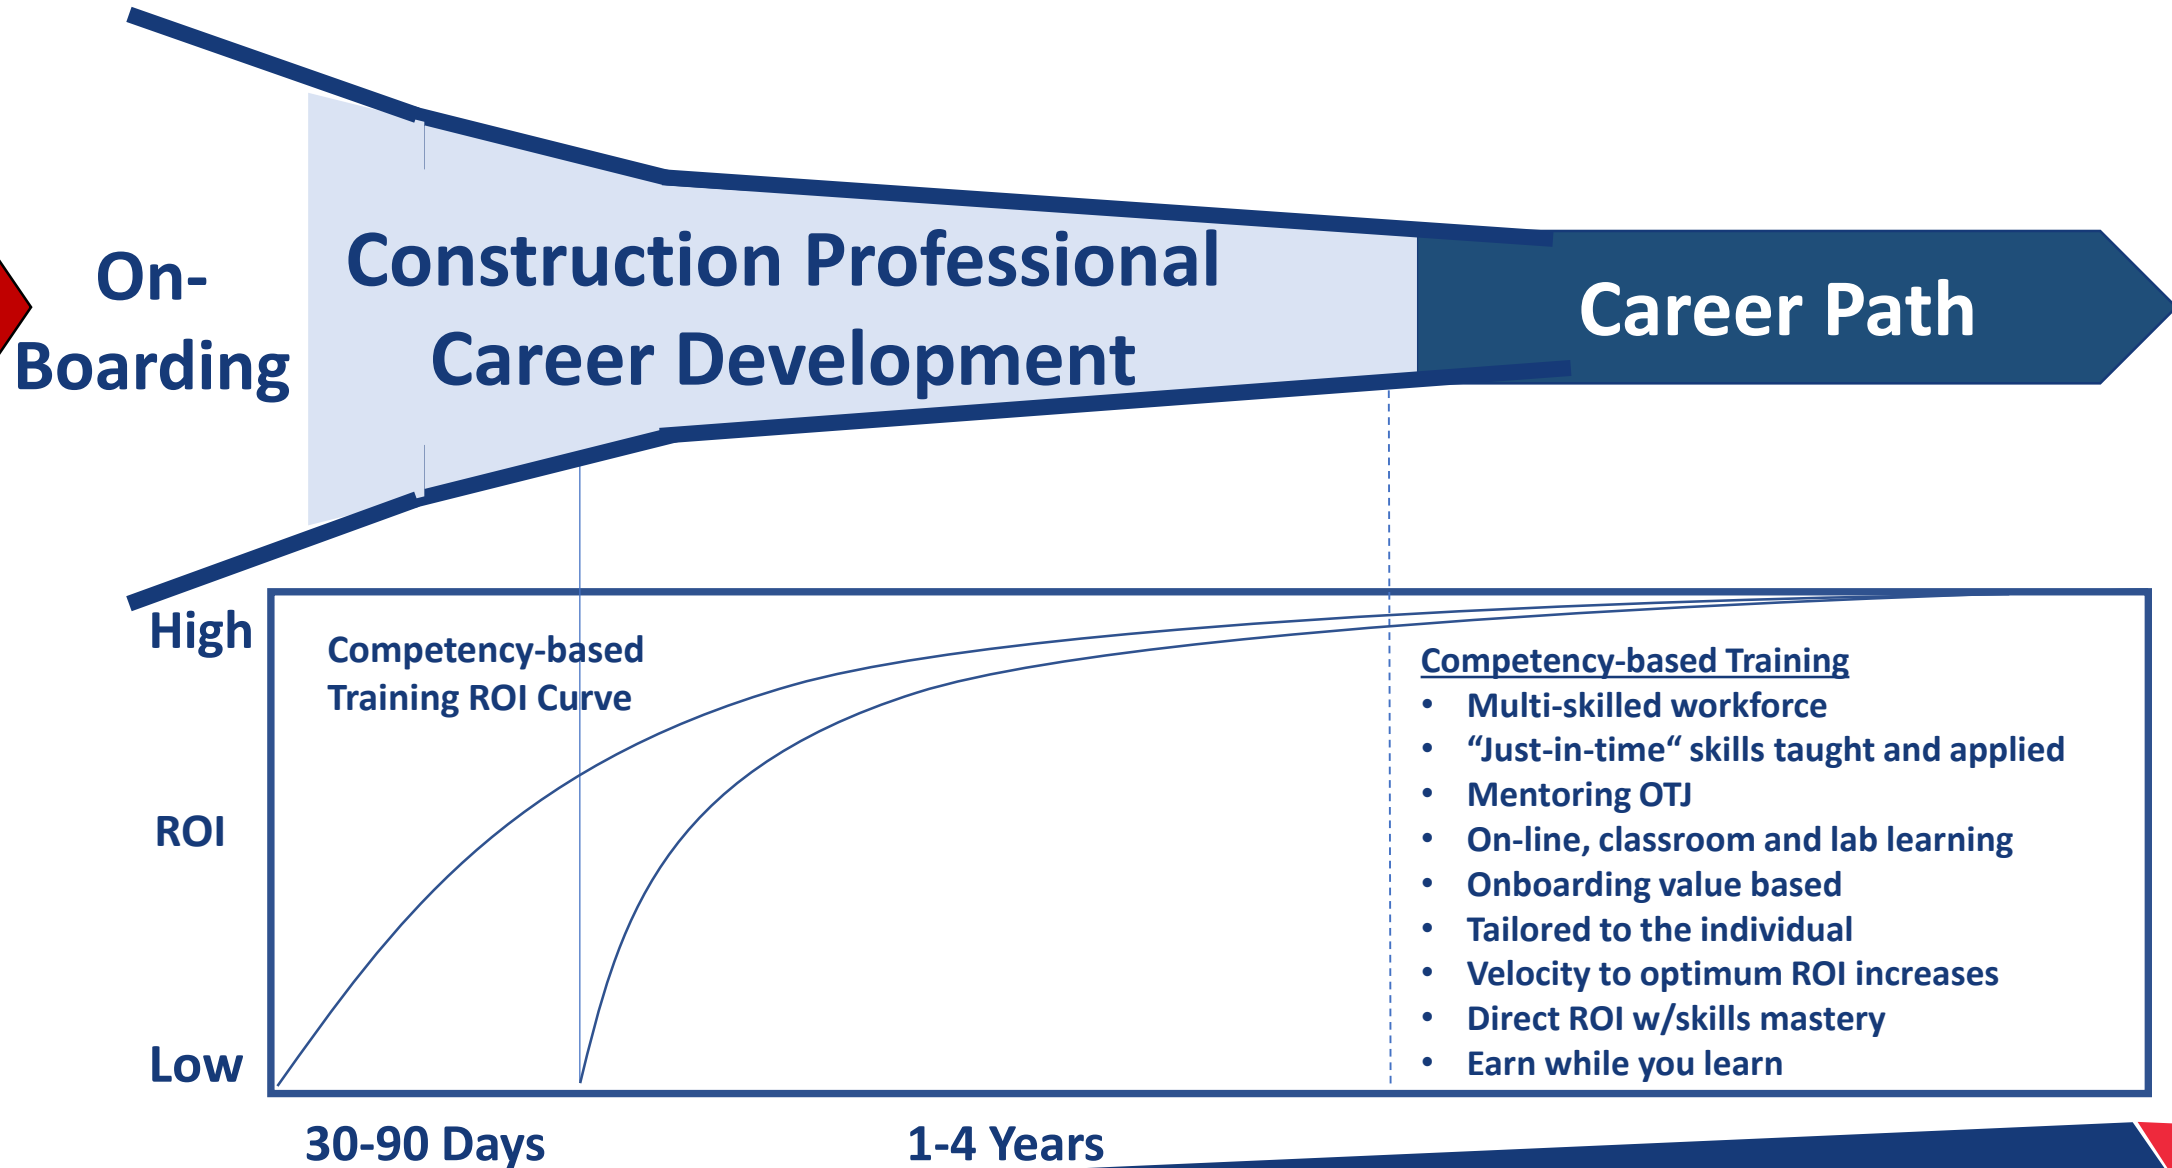 On-
Boarding
Construction Professional
Career Development
Career Path
High
ROI
Low
Competency-based
Training ROI Curve
Competency-based Training
• Multi-skilled workforce
• “Just-in-time“ skills taught and applied
• Mentoring OTJ
• On-line, classroom and lab learning
• Onboarding value based
• Tailored to the individual
• Velocity to optimum ROI increases
• Direct ROI w/skills mastery
• Earn while you learn
30-90 Days
1-4 Years